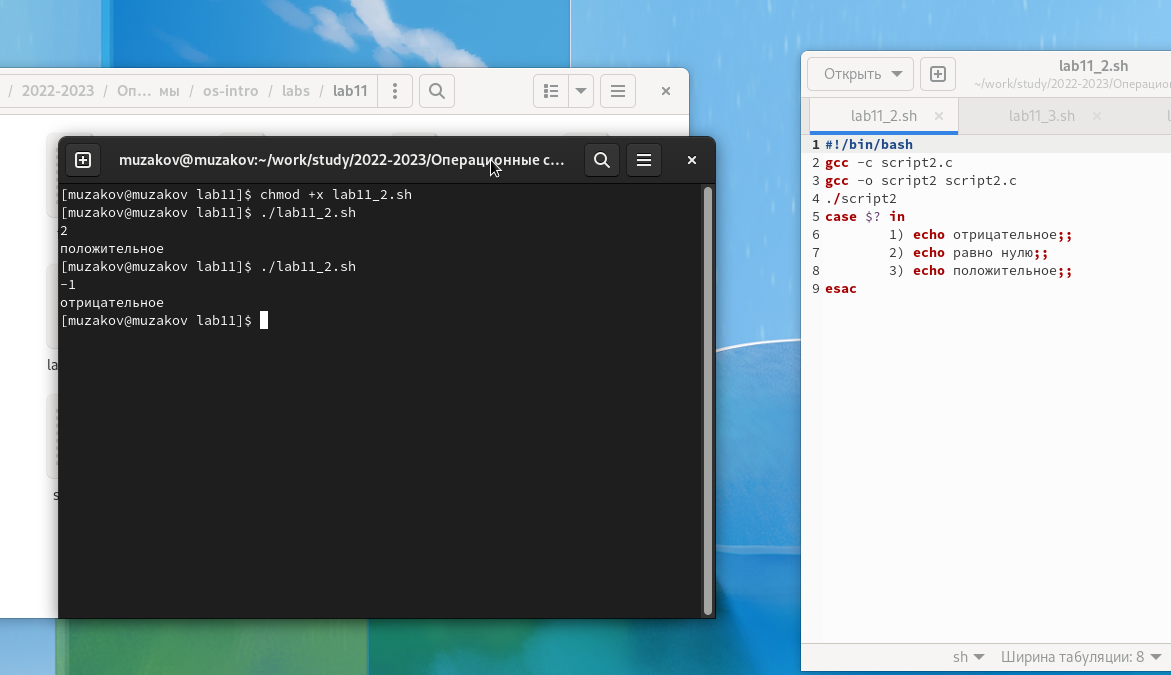 / 2022-2023 / Оп… мы / os-intro / labs / lab11
muzakov@muzakov:~/work/study/2022-2023/Операционные с…
[muzakov@muzakov lab11]$ chmod +x lab11_2.sh
[muzakov@muzakov lab11]$ ./lab11_2.sh
2
положительное
[muzakov@muzakov lab11]$ ./lab11_2.sh
-1
отрицательное
[muzakov@muzakov lab11]$
la
s
Открыть
lab11_2.sh
~/work/study/2022-2023/Операцион
lab11_2.sh
lab11_3.sh
1 #!/bin/bash
2 gcc -c script2.c
3 gcc -o script2 script2.c
4 ./script2
5 case $? in
6 1) echo отрицательное;;
7 2) echo равно нулю;;
8 3) echo положительное;;
9 esac
sh Ширина табуляции: 8